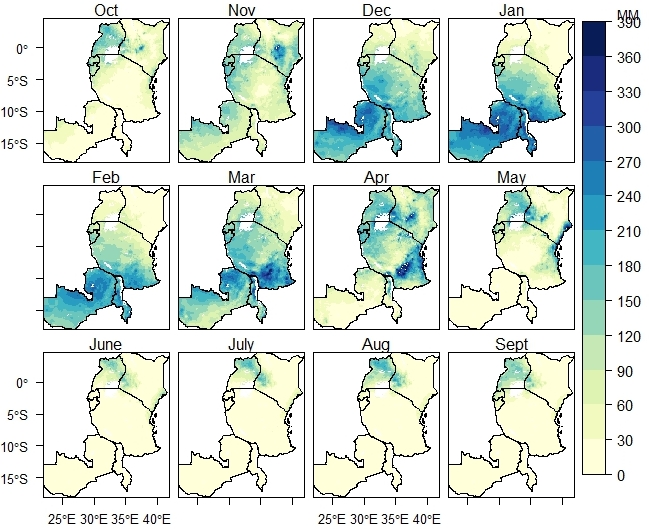 Oct Nov Dec Jan MM
390
0° 360
5°S 330
10°S 300
15°S 270
Feb Mar Apr May 240
210
180
150
120
June July Aug Sept 90
0° 60
5°S 30
10°S 0
15°S
25°E 30°E 35°E 40°E 25°E 30°E 35°E 40°E